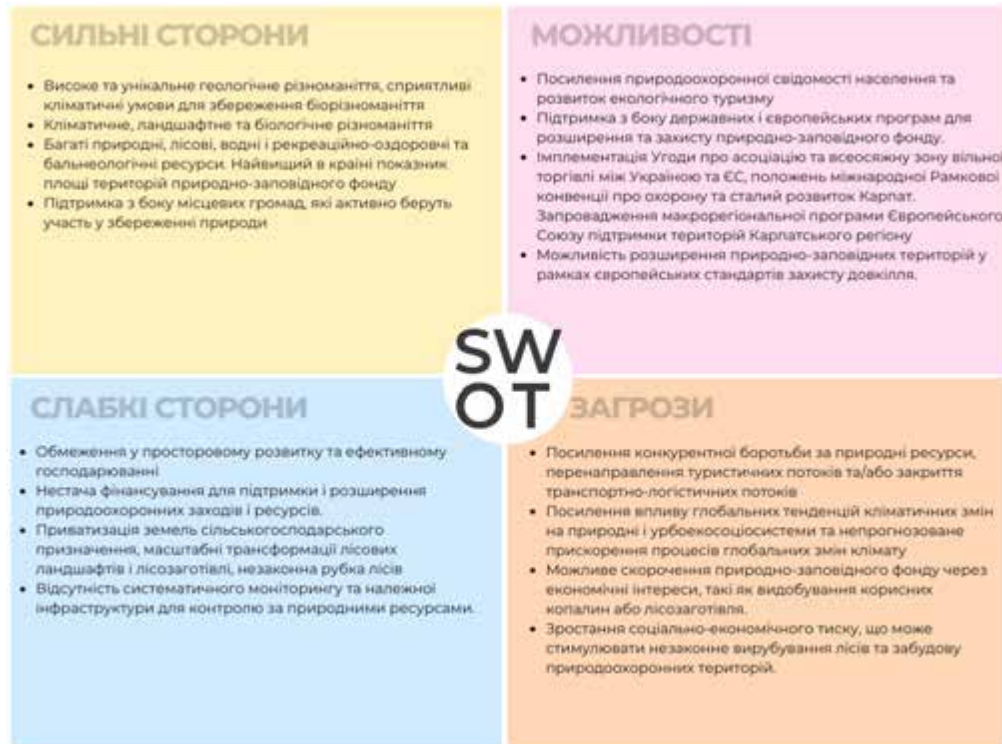 СИЛЬНІ СТОРОНИ
• Високе та унікальне геологічне різноманіття, сприятливі
кліматичні умови для збереження біорізноманіття
• Кліматичне, ландшафтне та біологічне різноманіття
• Багаті природні, лісові, водні і рекреаційно-оздоровчі та
бальнеологічні ресурси. Найвищий в країні показник
площі територій природно-заповідного фонду
• Підтримка з боку місцевих громад, які активно беруть
участь у збереженні природи
МОЖЛИВОСТІ
• Посилення природоохоронної свідомості населення та
розвиток екологічного туризму
• Підтримка з боку державних і європейських програм для
розширення та захисту природно-заповідного фонду.
• Імплементація Угоди про асоціацію та всеосяжну зону вільної
торгівлі між Україною та ЄС, положень міжнародної Рамкової
конвенції про охорону та сталий розвиток Карпат.
Запровадження макрорегіональної програми Європейського
Союзу підтримки територій Карпатського регіону
• Можливість розширення природно-заповідних територій у
рамках європейських стандартів захисту довкілля.
SW
OT
СЛАБКІ СТОРОНИ
• Обмеження у просторовому розвитку та ефективному
господарюванні
• Нестача фінансування для підтримки і розширення
природоохоронних заходів і ресурсів.
• Приватизація земель сільськогосподарського
призначення, масштабні трансформації лісових
ландшафтів і лісозаготівлі, незаконна рубка лісів
• Відсутність систематичного моніторингу та належної
інфраструктури для контролю за природними ресурсами.
ЗАГРОЗИ
• Посилення конкурентної боротьби за природні ресурси,
перенаправлення туристичних потоків та/або закриття
транспортно-логістичних потоків
• Посилення впливу глобальних тенденцій кліматичних змін
на природні і урбоекосоціосистеми та непрогнозоване
прискорення процесів глобальних змін клімату
• Можливе скорочення природно-заповідного фонду через
економічні інтереси, такі як видобування корисних
копалин або лісозаготівля.
• Зростання соціально-економічного тиску, що може
стимулювати незаконне вирубування лісів та забудову
природоохоронних територій.